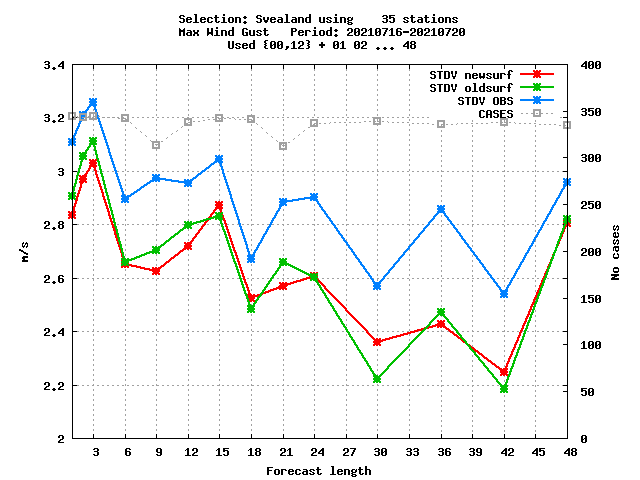 Selection: Svealand using    35 stations
Max Wind Gust   Period: 20210716-20210720
Used {00,12} + 01 02 ... 48
STDV newsurf
STDV oldsurf
STDV OBS
CASES
3.4
3.2
3
2.8
2.6
2.4
2.2
2
m/s
400
350
300
250
200
150
100
50
0
No cases
3 6 9 12 15 18 21 24 27 30 33 36 39 42 45 48
Forecast length